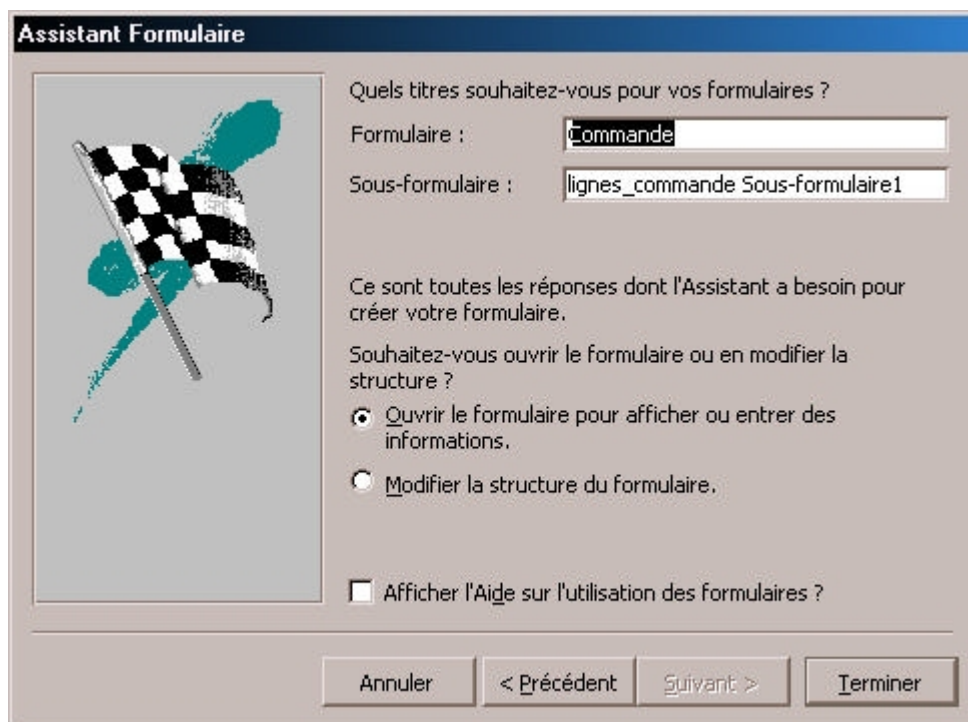 Assistant Formulaire
Quels titres souhaitez-vous pour vos formulaires ?
Formulaire :
Commande
Sous-formulaire :
lignes_commande Sous-formulaire1
Ce sont toutes les réponses dont l'Assistant a besoin pour
créer votre formulaire.
Souhaitez-vous ouvrir le formulaire ou en modifier la
structure ?
Ouvrir le formulaire pour afficher ou entrer des
informations.
Modifier la structure du formulaire.
Afficher l'Aide sur l'utilisation des formulaires ?
Annuler
< Précédent
Suivant >
Terminer